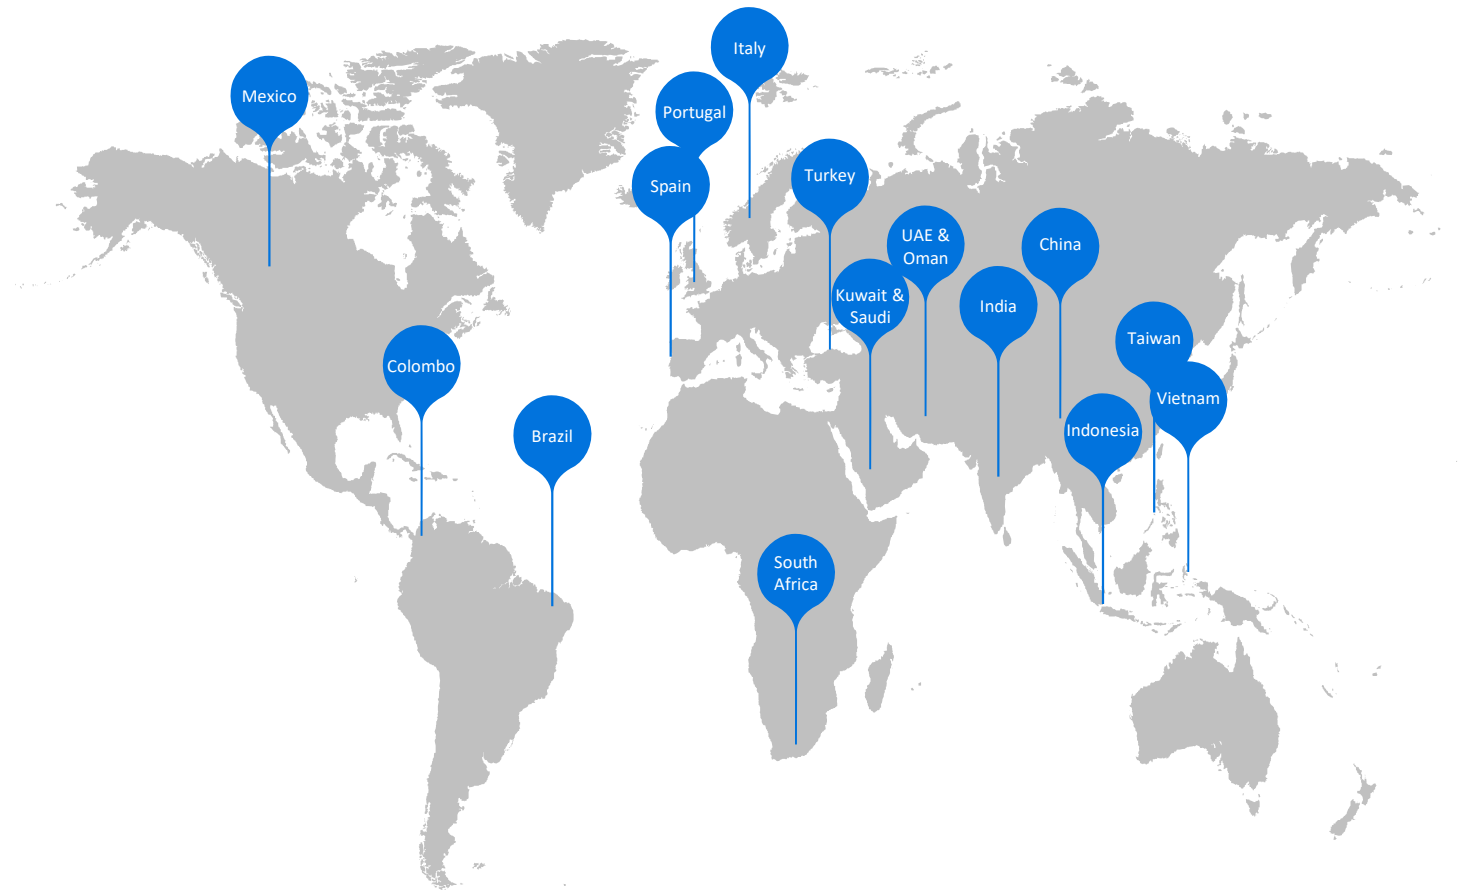 Italy
Mexico
Portugal
Turkey
Spain
UAE &
Oman
China
Kuwait &
Saudi
India
Taiwan
Colombo
Vietnam
Brazil
Indonesia
South
Africa